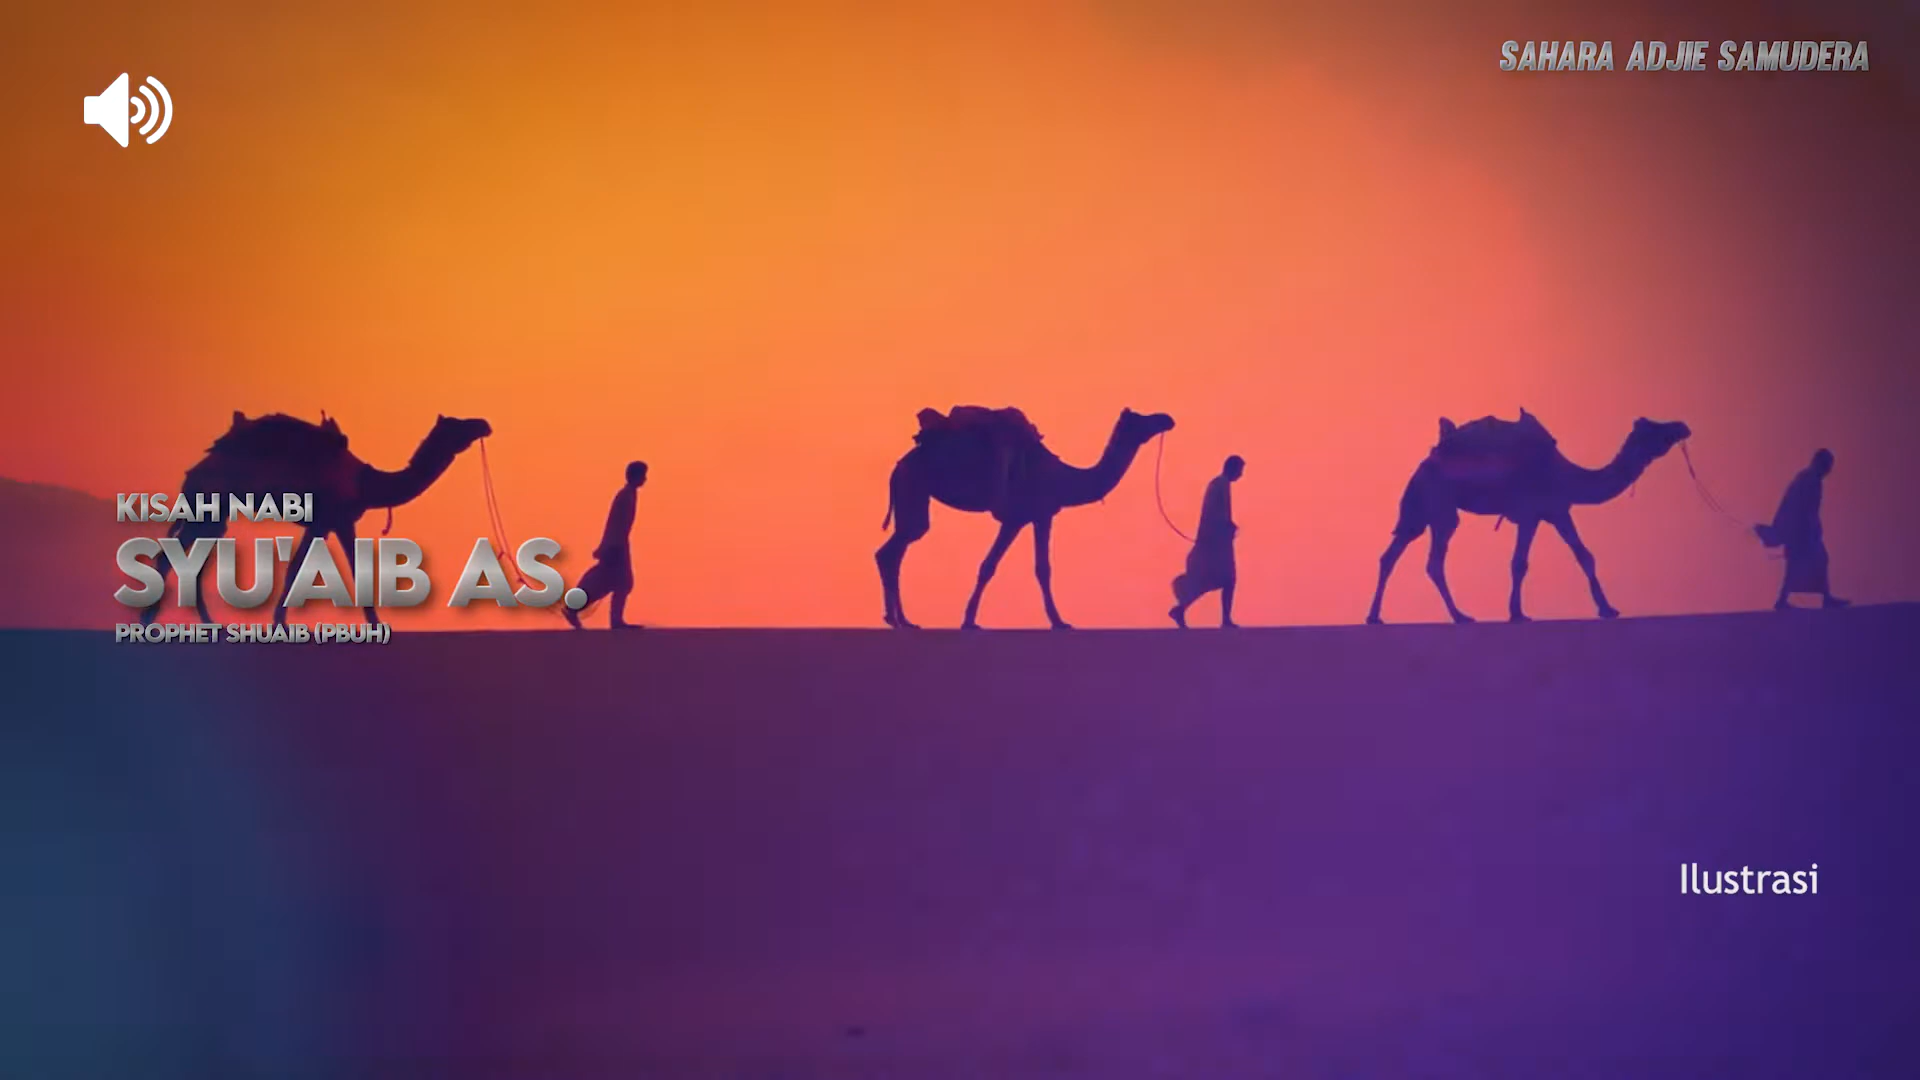 SAHARA ADJIE SAMUDERA
KISAH NABI
SYU'AIB AS.
PROPHET SHUAIB (PBUH)
Ilustrasi